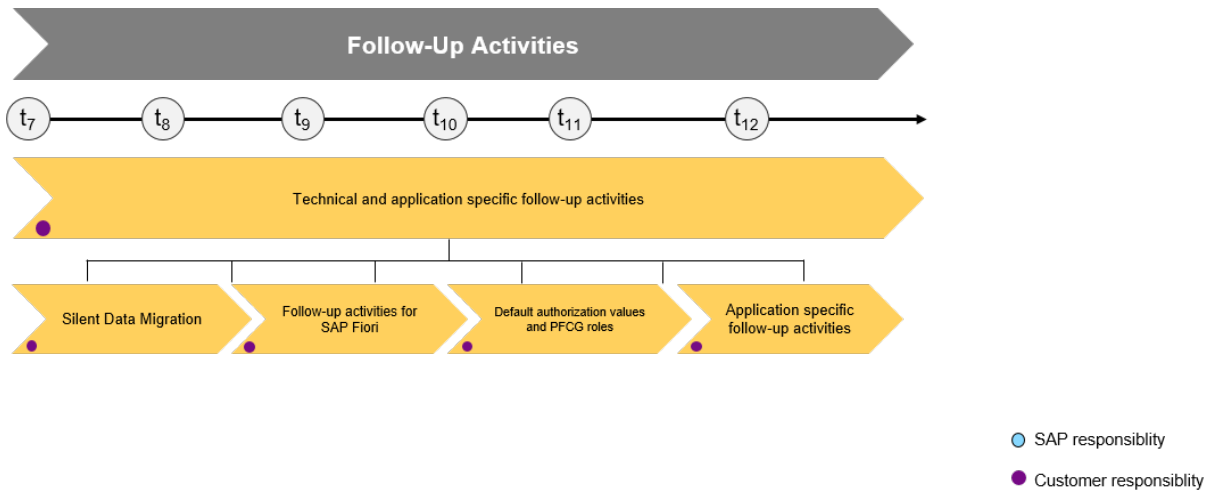 Follow-Up Activities
t7 t8 t9 t10 t11 t12
Technical and application specific follow-up activities
Silent Data Migration
Follow-up activities for
SAP Fiori
Default authorization values
and PFCG roles
Application specific
follow-up activities
SAP responsiblity
Customer responsiblity